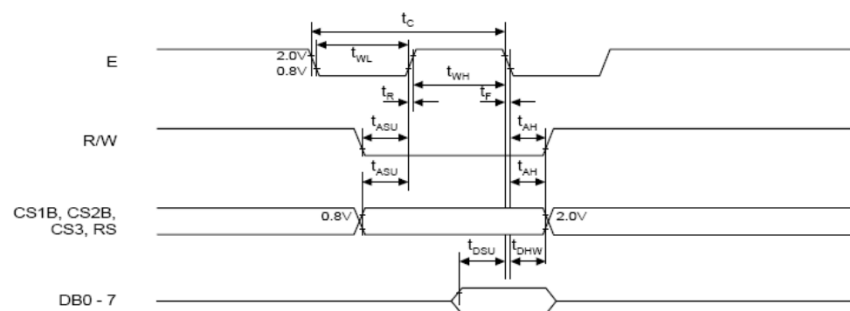 tC
E
2.0V
0.8V
tWL
tWH
tR
tF
R/W
tASU
tAH
tASU
tAH
CS1B, CS2B,
CS3, RS
0.8V
2.0V
tDSU
tDHW
DB0 - 7